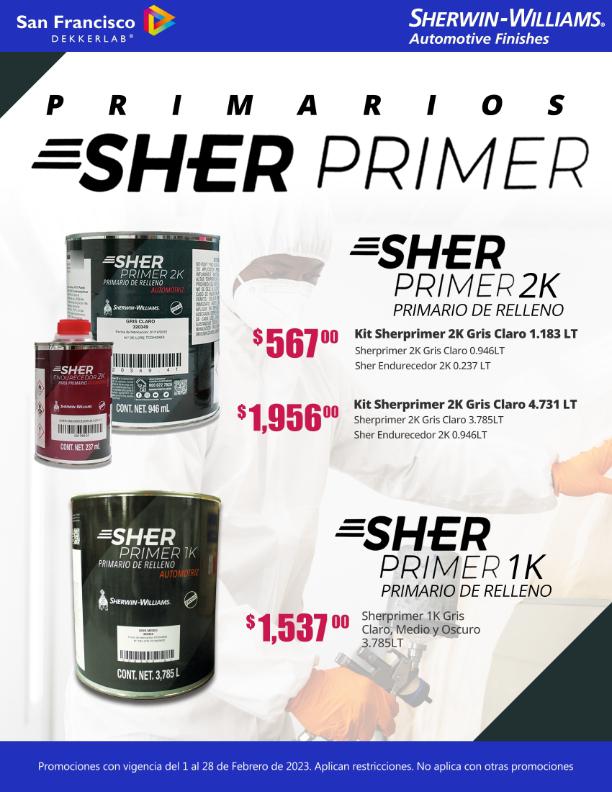 San Francisco
DEKKERLAB®
SHERWIN-WILLIAMS®
Automotive Finishes
PRIMARIOS
SHER PRIMER
SHER
PRIMER 2K
PRIMARIO DE RELLENO
AUTOMOTRIZ
SHERWIN-WILLIAMS.
GRIS CLARO
CONT. NET. 946 mL
SHER
ENDURECEDOR 2K
SHERWIN-WILLIAMS
CONT. NET. 237 mL
SHER
PRIMER 2K
PRIMARIO DE RELLENO
$567.00
Kit Sherprimer 2K Gris Claro 1.183 LT
Sherprimer 2K Gris Claro 0.946LT
Sher Endurecedor 2K 0.237 LT
$1,956.00
Kit Sherprimer 2K Gris Claro 4.731 LT
Sherprimer 2K Gris Claro 3.785LT
Sher Endurecedor 2K 0.946LT
SHER
PRIMER 1K
PRIMARIO DE RELLENO
AUTOMOTRIZ
SHERWIN-WILLIAMS.
CONT. NET. 3,785 L
SHER
PRIMER 1K
PRIMARIO DE RELLENO
$1,537.00
Sherprimer 1K Gris
Claro, Medio y Oscuro
3.785LT
Promociones con vigencia del 1 al 28 de Febrero de 2023. Aplican restricciones. No aplica con otras promociones